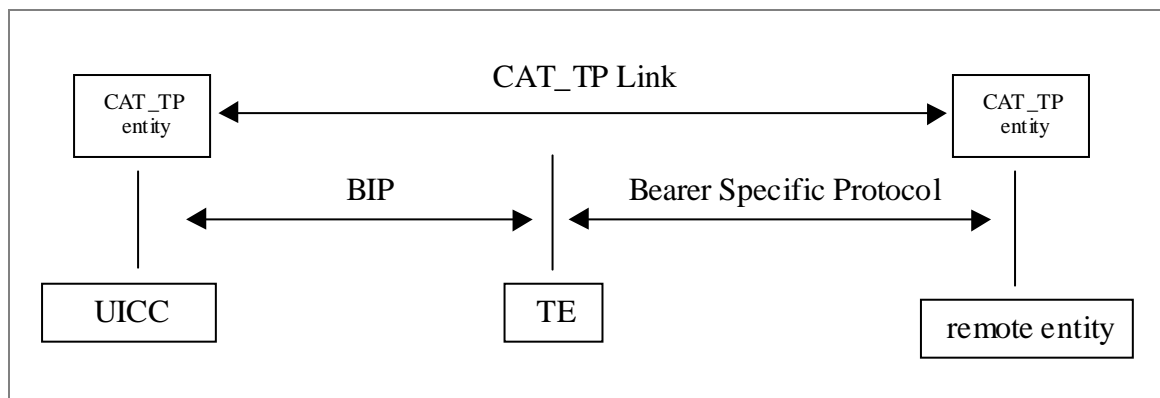 CAT_TP Link
CAT_TP
entity
CAT_TP
entity
BIP
Bearer Specific Protocol
UICC
TE
remote entity